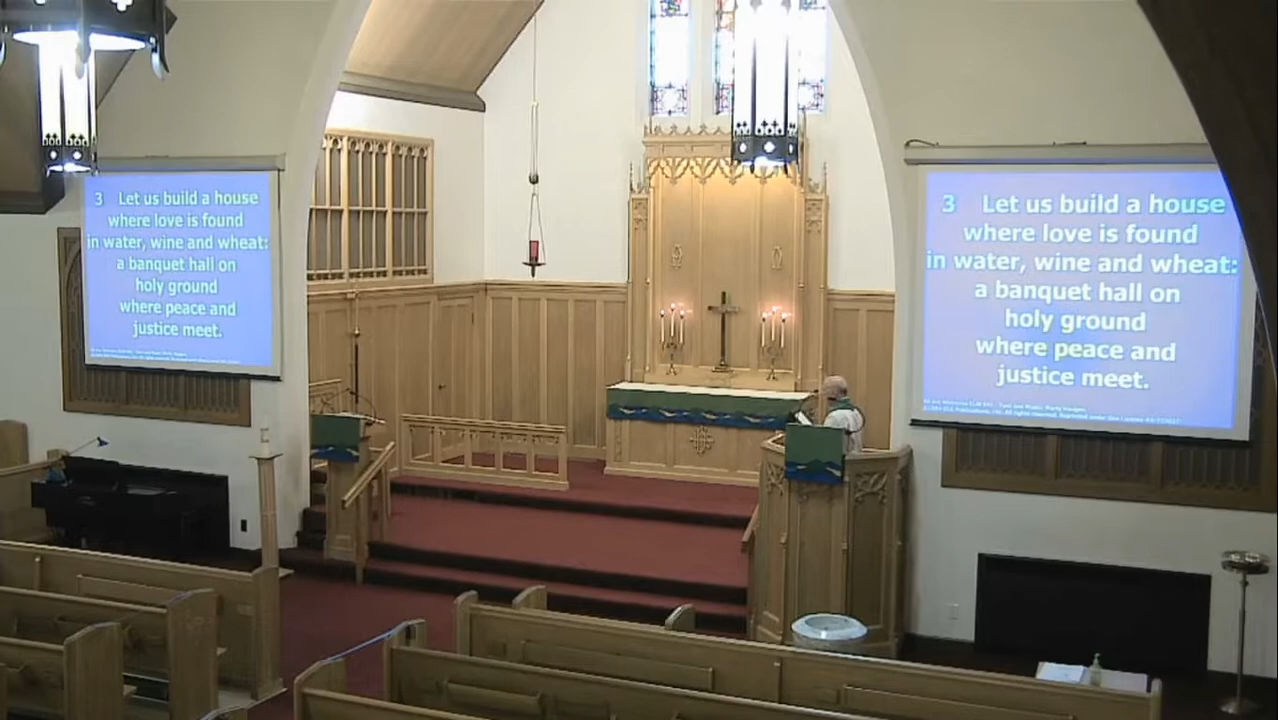 3 Let us build a house
where love is found
in water, wine and wheat:
a banquet hall on
holy ground
where peace and
justice meet.
3 Let us build a house
where love is found
in water, wine and wheat:
a banquet hall on
holy ground
where peace and
justice meet.